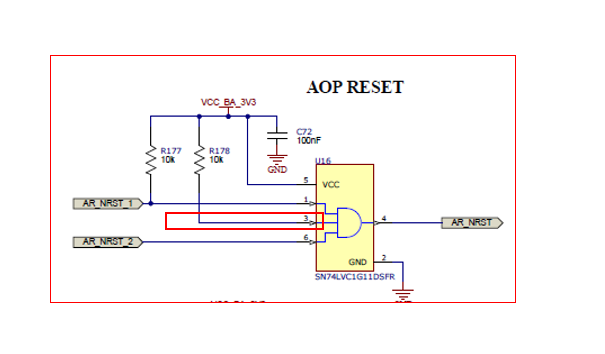 AOP RESET
VCC_BA_3V3
R177
10k
R178
10k
C72
100nF
GND
U16
5
VCC
AR_NRST_1
1
3
4
AR_NRST
AR_NRST_2
6
GND
2
SN74LVC1G11DSFR